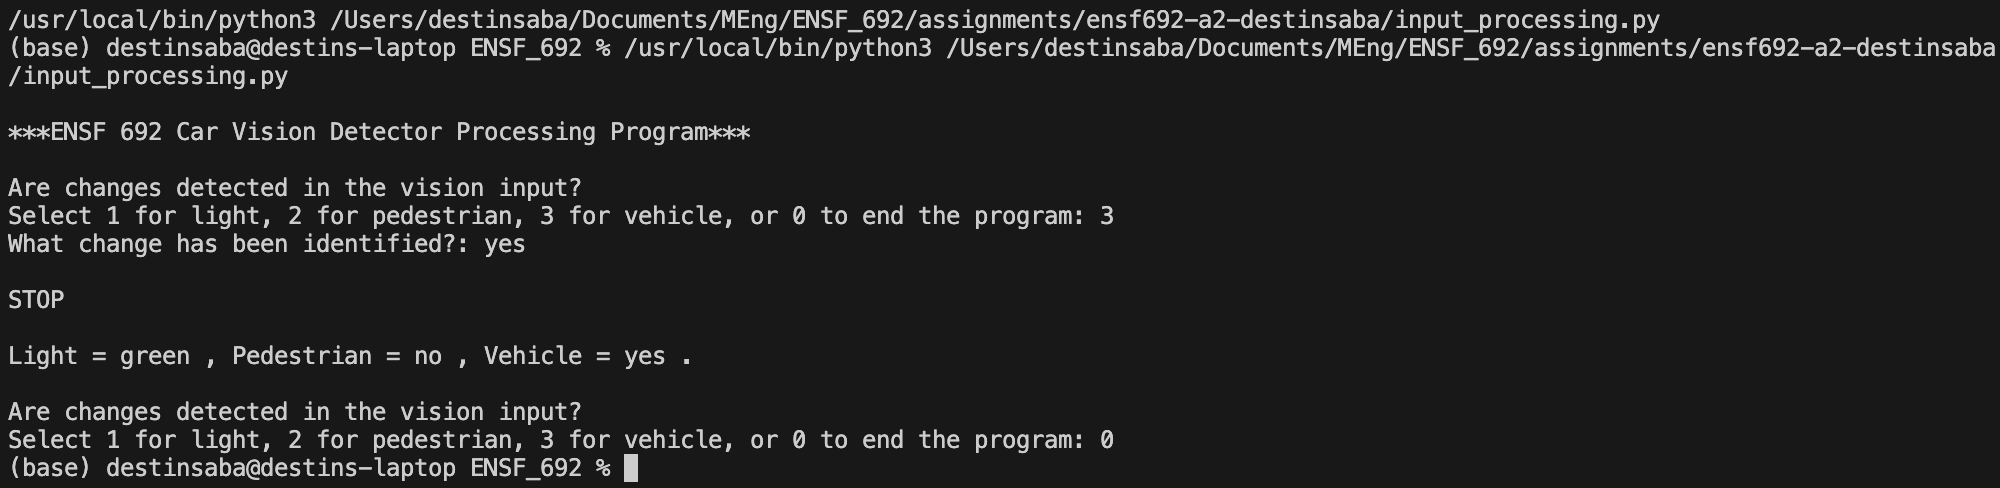 /usr/local/bin/python3 /Users/destinsaba/Documents/MEng/ENSF_692/assignments/ensf692-a2-destinsaba/input_processing.py
(base) destinsaba@destins-laptop ENSF_692 % /usr/local/bin/python3 /Users/destinsaba/Documents/MEng/ENSF_692/assignments/ensf692-a2-destinsaba
/input_processing.py
***ENSF 692 Car Vision Detector Processing Program***
Are changes detected in the vision input?
Select 1 for light, 2 for pedestrian, 3 for vehicle, or 0 to end the program: 3
What change has been identified?: yes
STOP
Light = green , Pedestrian = no , Vehicle = yes .
Are changes detected in the vision input?
Select 1 for light, 2 for pedestrian, 3 for vehicle, or 0 to end the program: 0
(base) destinsaba@destins-laptop ENSF_692 %